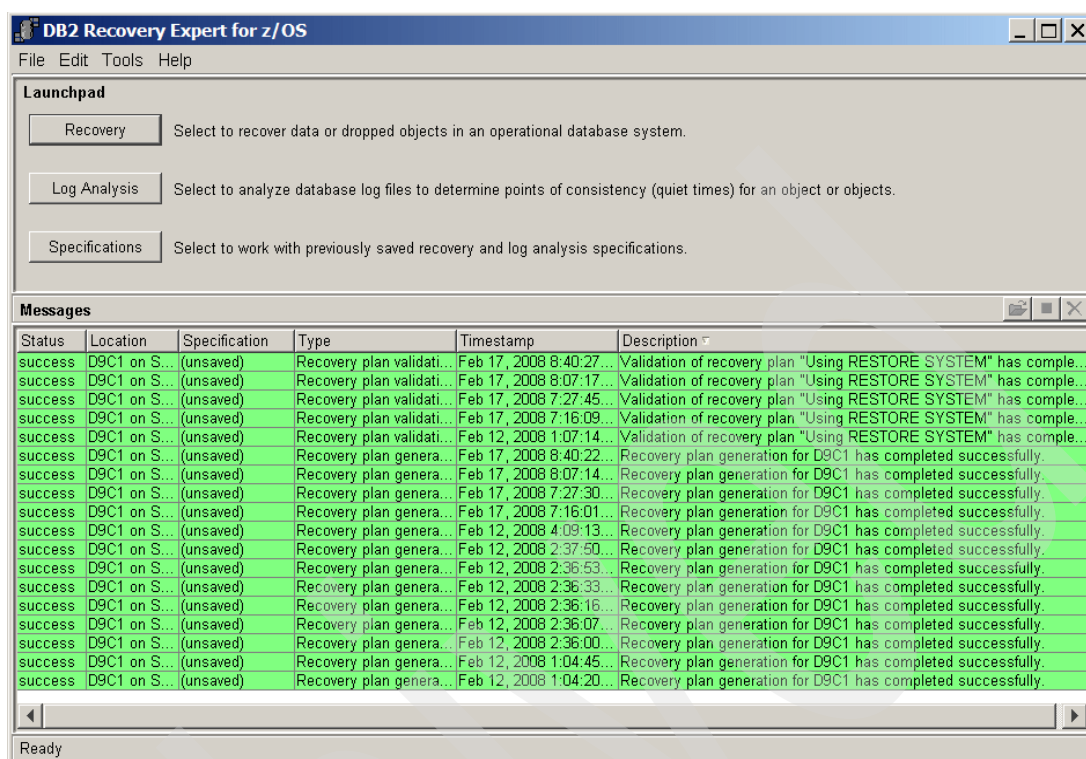 DB2 Recovery Expert for z/OS
File Edit Tools Help
Launchpad
Recovery Select to recover data or dropped objects in an operational database system.
Log Analysis Select to analyze database log files to determine points of consistency (quiet times) for an object or objects.
Specifications Select to work with previously saved recovery and log analysis specifications.
Messages
Status Location Specification Type Timestamp Description
success D9C1 on S... (unsaved) Recovery plan validati... Feb 17, 2008 8:40:27... Validation of recovery plan "Using RESTORE SYSTEM" has comple...
success D9C1 on S... (unsaved) Recovery plan validati... Feb 17, 2008 8:07:17... Validation of recovery plan "Using RESTORE SYSTEM" has comple...
success D9C1 on S... (unsaved) Recovery plan validati... Feb 17, 2008 7:27:45... Validation of recovery plan "Using RESTORE SYSTEM" has comple...
success D9C1 on S... (unsaved) Recovery plan validati... Feb 17, 2008 7:16:09... Validation of recovery plan "Using RESTORE SYSTEM" has comple...
success D9C1 on S... (unsaved) Recovery plan validati... Feb 12, 2008 1:07:14... Validation of recovery plan "Using RESTORE SYSTEM" has comple...
success D9C1 on S... (unsaved) Recovery plan genera... Feb 17, 2008 8:40:22... Recovery plan generation for D9C1 has completed successfully.
success D9C1 on S... (unsaved) Recovery plan genera... Feb 17, 2008 8:07:14... Recovery plan generation for D9C1 has completed successfully.
success D9C1 on S... (unsaved) Recovery plan genera... Feb 17, 2008 7:27:30... Recovery plan generation for D9C1 has completed successfully.
success D9C1 on S... (unsaved) Recovery plan genera... Feb 17, 2008 7:16:01... Recovery plan generation for D9C1 has completed successfully.
success D9C1 on S... (unsaved) Recovery plan genera... Feb 12, 2008 4:09:13... Recovery plan generation for D9C1 has completed successfully.
success D9C1 on S... (unsaved) Recovery plan genera... Feb 12, 2008 2:37:50... Recovery plan generation for D9C1 has completed successfully.
success D9C1 on S... (unsaved) Recovery plan genera... Feb 12, 2008 2:36:53... Recovery plan generation for D9C1 has completed successfully.
success D9C1 on S... (unsaved) Recovery plan genera... Feb 12, 2008 2:36:33... Recovery plan generation for D9C1 has completed successfully.
success D9C1 on S... (unsaved) Recovery plan genera... Feb 12, 2008 2:36:16... Recovery plan generation for D9C1 has completed successfully.
success D9C1 on S... (unsaved) Recovery plan genera... Feb 12, 2008 2:36:07... Recovery plan generation for D9C1 has completed successfully.
success D9C1 on S... (unsaved) Recovery plan genera... Feb 12, 2008 2:36:00... Recovery plan generation for D9C1 has completed successfully.
success D9C1 on S... (unsaved) Recovery plan genera... Feb 12, 2008 1:04:45... Recovery plan generation for D9C1 has completed successfully.
success D9C1 on S... (unsaved) Recovery plan genera... Feb 12, 2008 1:04:20... Recovery plan generation for D9C1 has completed successfully.
Ready